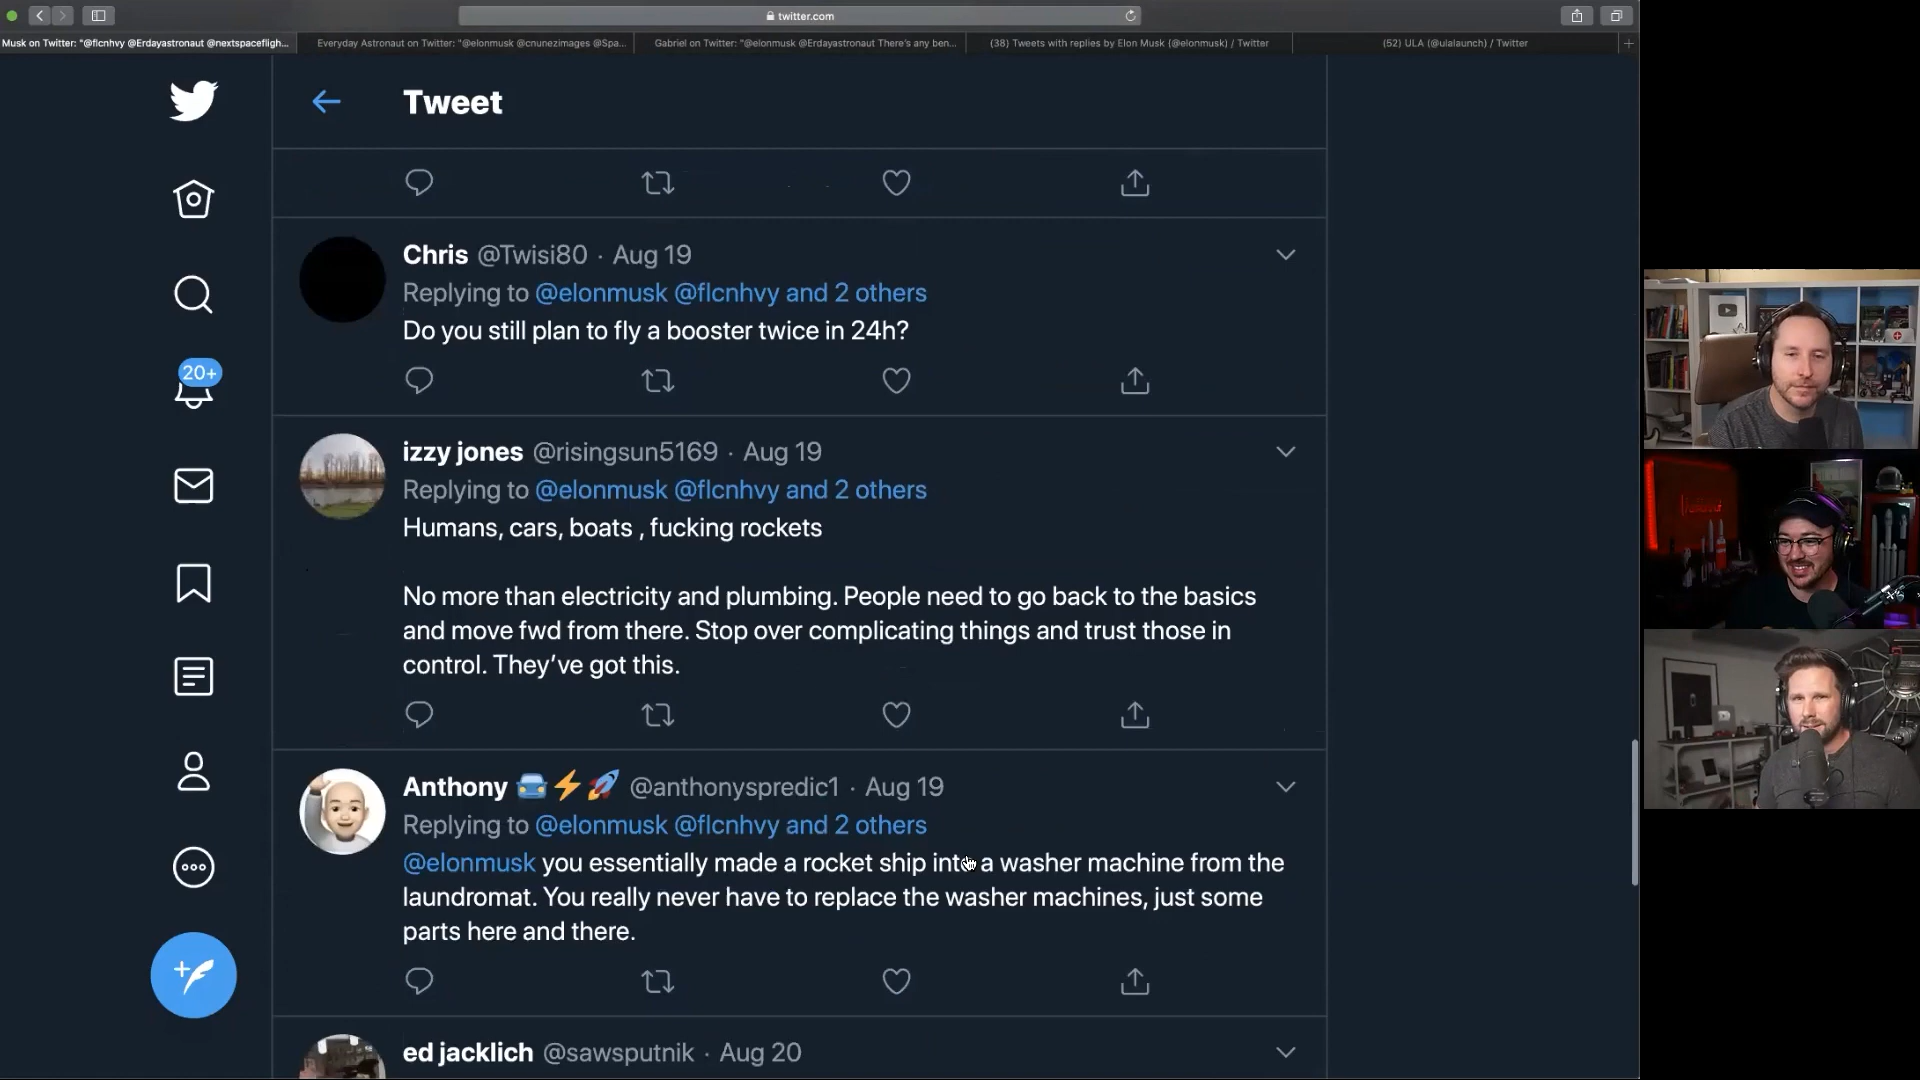 twitter.com
Musk on Twitter: "@flcnhvy @Erdayastronaut @nextspacefligh...
Everyday Astronaut on Twitter: "@elonmusk @cnunezimages @Spa...
Gabriel on Twitter: "@elonmusk @Erdayastronaut There's any ben...
(38) Tweets with replies by Elon Musk (@elonmusk) / Twitter
(52) ULA (@ulalaunch) / Twitter
Tweet
Chris @Twisi80 · Aug 19
Replying to @elonmusk @flcnhvy and 2 others
Do you still plan to fly a booster twice in 24h?
20+
izzy jones @risingsun5169 · Aug 19
Replying to @elonmusk @flcnhvy and 2 others
Humans, cars, boats , fucking rockets
No more than electricity and plumbing. People need to go back to the basics
and move fwd from there. Stop over complicating things and trust those in
control. They've got this.
Anthony 🚘⚡🚀 @anthonyspredic1 · Aug 19
Replying to @elonmusk @flcnhvy and 2 others
@elonmusk you essentially made a rocket ship into a washer machine from the
laundromat. You really never have to replace the washer machines, just some
parts here and there.
ed jacklich @sawsputnik · Aug 20